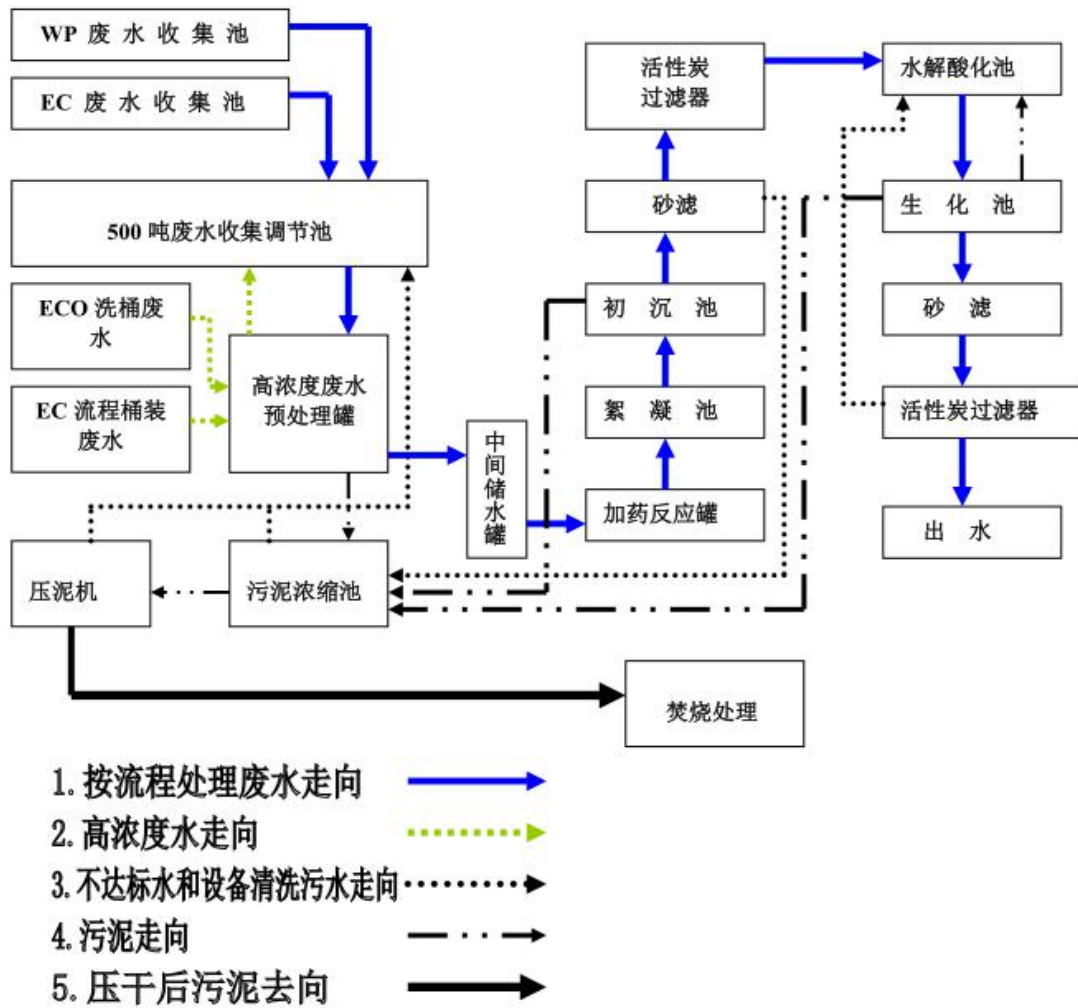 WP 废 水 收 集 池
EC 废 水 收 集 池
500 吨废水收集调节池
ECO 洗桶废
水
EC 流程桶装
废水
高浓度废水
预处理罐
压泥机
污泥浓缩池
中
间
储
水
罐
活性炭
过滤器
砂滤
初 沉 池
絮 凝 池
加药反应罐
水解酸化池
生 化 池
砂 滤
活性炭过滤器
出 水
焚烧处理
1.按流程处理废水走向
2.高浓度水走向
3.不达标水和设备清洗污水走向
4.污泥走向
5.压干后污泥去向